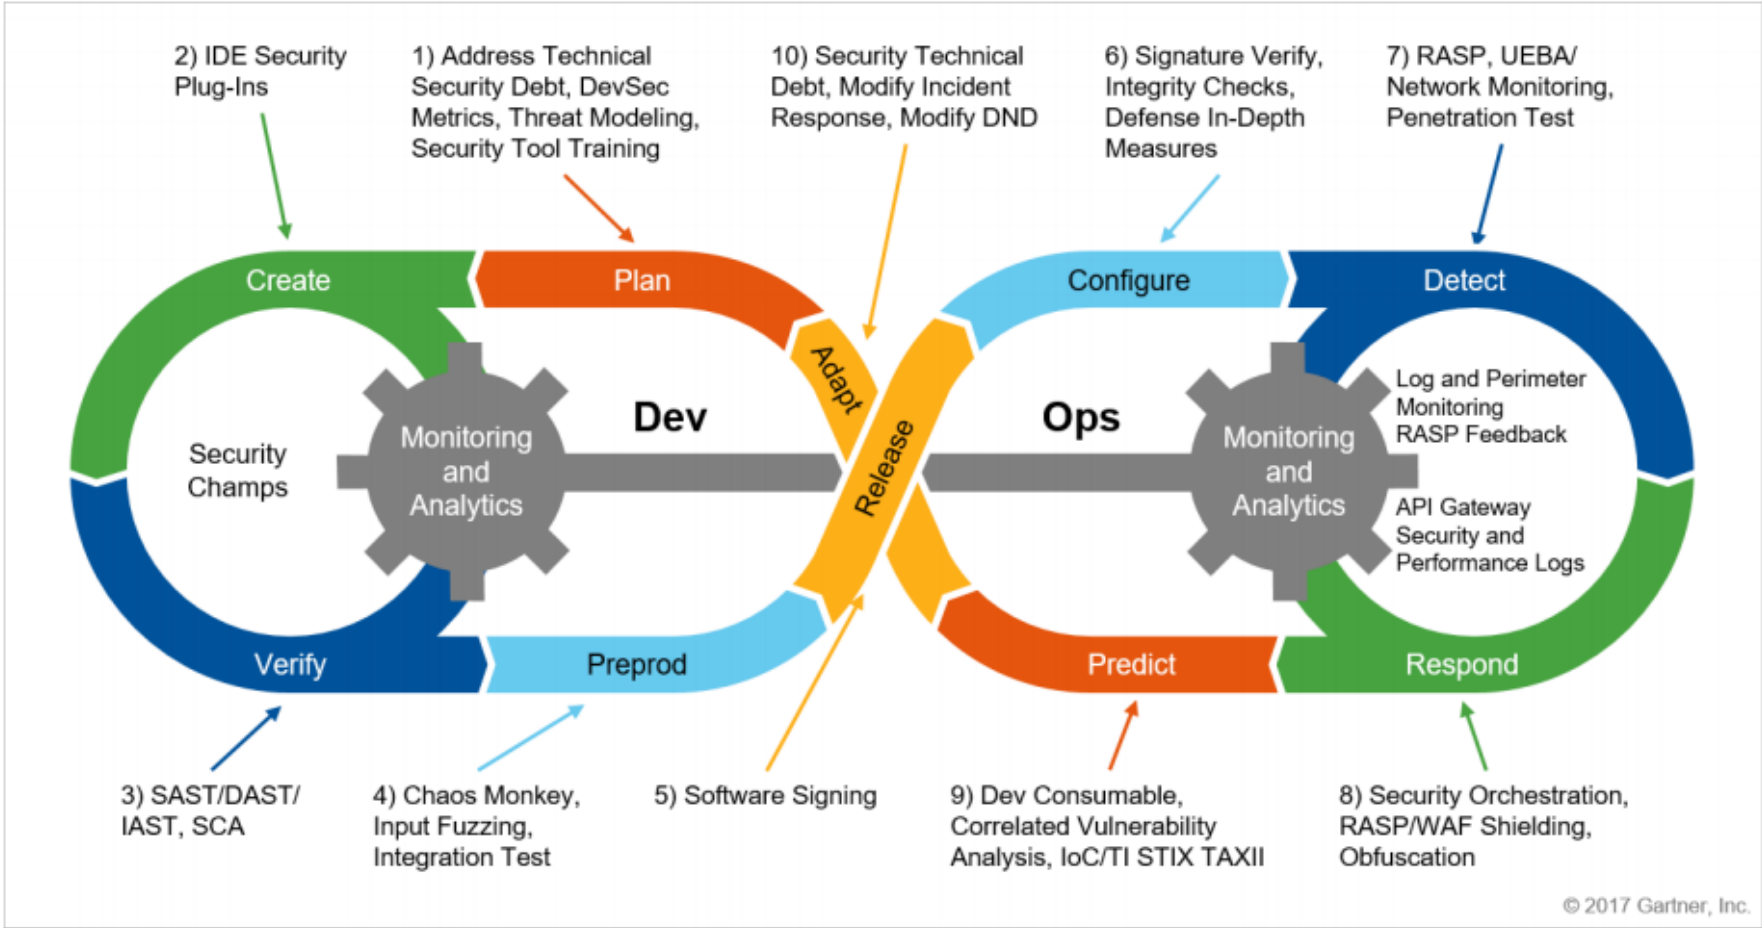 2) IDE Security
Plug-Ins
1) Address Technical
Security Debt, DevSec
Metrics, Threat Modeling,
Security Tool Training
10) Security Technical
Debt, Modify Incident
Response, Modify DND
6) Signature Verify,
Integrity Checks,
Defense In-Depth
Measures
7) RASP, UEBA/
Network Monitoring,
Penetration Test
Create
Plan
Adapt
Release
Configure
Detect
Security
Champs
Monitoring
and
Analytics
Dev
Ops
Monitoring
and
Analytics
Log and Perimeter
Monitoring
RASP Feedback
API Gateway
Security and
Performance Logs
Verify
Preprod
Predict
Respond
3) SAST/DAST/
IAST, SCA
4) Chaos Monkey,
Input Fuzzing,
Integration Test
5) Software Signing
9) Dev Consumable,
Correlated Vulnerability
Analysis, IoC/TI STIX TAXII
8) Security Orchestration,
RASP/WAF Shielding,
Obfuscation
© 2017 Gartner, Inc.